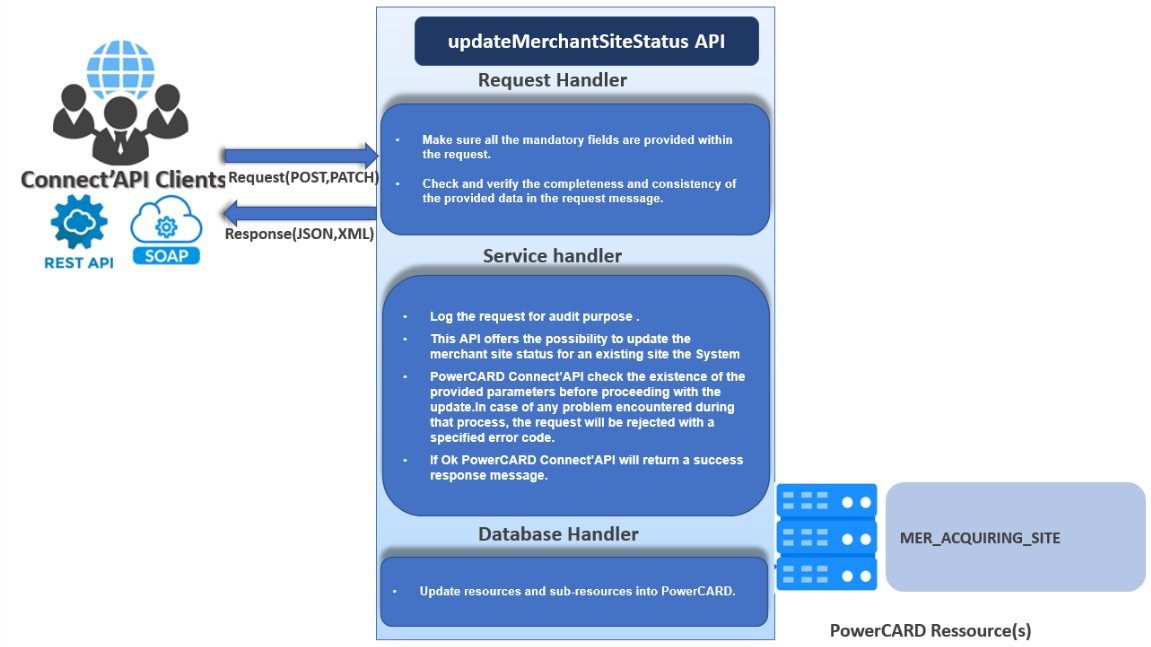 updateMerchantSiteStatus API
Request Handler
• Make sure all the mandatory fields are provided within
the request.
• Check and verify the completeness and consistency of
the provided data in the request message.
Connect'API Clients
Request(POST,PATCH)
Response(JSON,XML)
REST API
SOAP
Service handler
• Log the request for audit purpose .
• This API offers the possibility to update the
merchant site status for an existing site the System
• PowerCARD Connect'API check the existence of the
provided parameters before proceeding with the
update.In case of any problem encountered during
that process, the request will be rejected with a
specified error code.
• If Ok PowerCARD Connect'API will return a success
response message.
Database Handler
• Update resources and sub-resources into PowerCARD.
MER_ACQUIRING_SITE
PowerCARD Ressource(s)